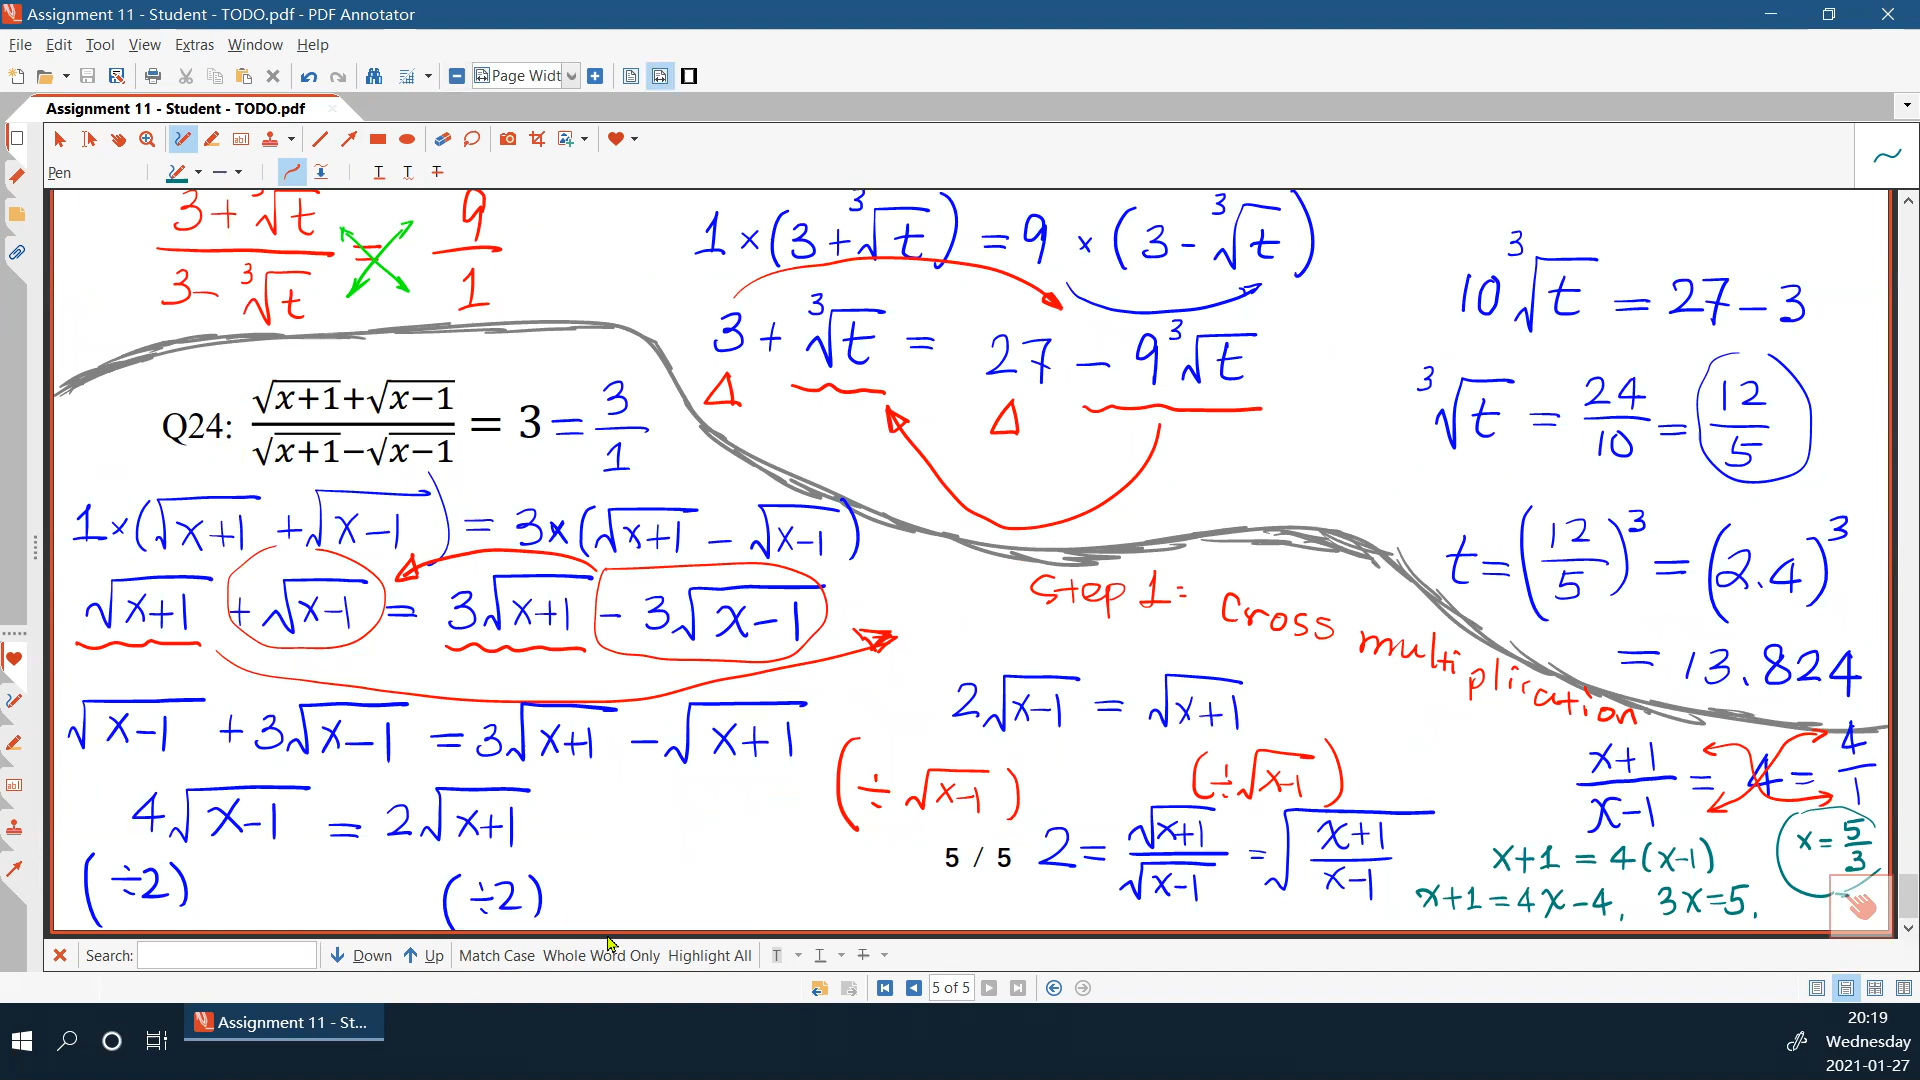 Assignment 11 - Student - TODO.pdf - PDF Annotator
File Edit Tool View Extras Window Help
Page Widt
Assignment 11 - Student - TODO.pdf
Pen
(3+∛t)/(3-∛t) = 9/1
1×(3+∛t) = 9×(3-∛t)
3+∛t = 27 - 9∛t
Δ Δ
10∛t = 27-3
∛t = 24/10 = 12/5
t = (12/5)³ = (2.4)³
= 13.824
Q24: (√x+1+√x−1)/(√x+1−√x−1) = 3 = 3/1
1×(√x+1 + √x-1) = 3×(√x+1 - √x-1)
√x+1 + √x-1 = 3√x+1 - 3√x-1
√x-1 + 3√x-1 = 3√x+1 - √x+1
4√x-1 = 2√x+1
(÷2) (÷2)
Step 1: Cross multiplication
2√x-1 = √x+1
(÷√x-1) (÷√x-1)
2 = √x+1/√x-1 = √(x+1/x-1)
5 / 5
x+1/x-1 = 4 = 4/1
x+1 = 4(x-1)
x+1=4x-4, 3x=5,
x = 5/3
Search: Down Up Match Case Whole Word Only Highlight All
5 of 5
Assignment 11 - St...
20:19
Wednesday
2021-01-27